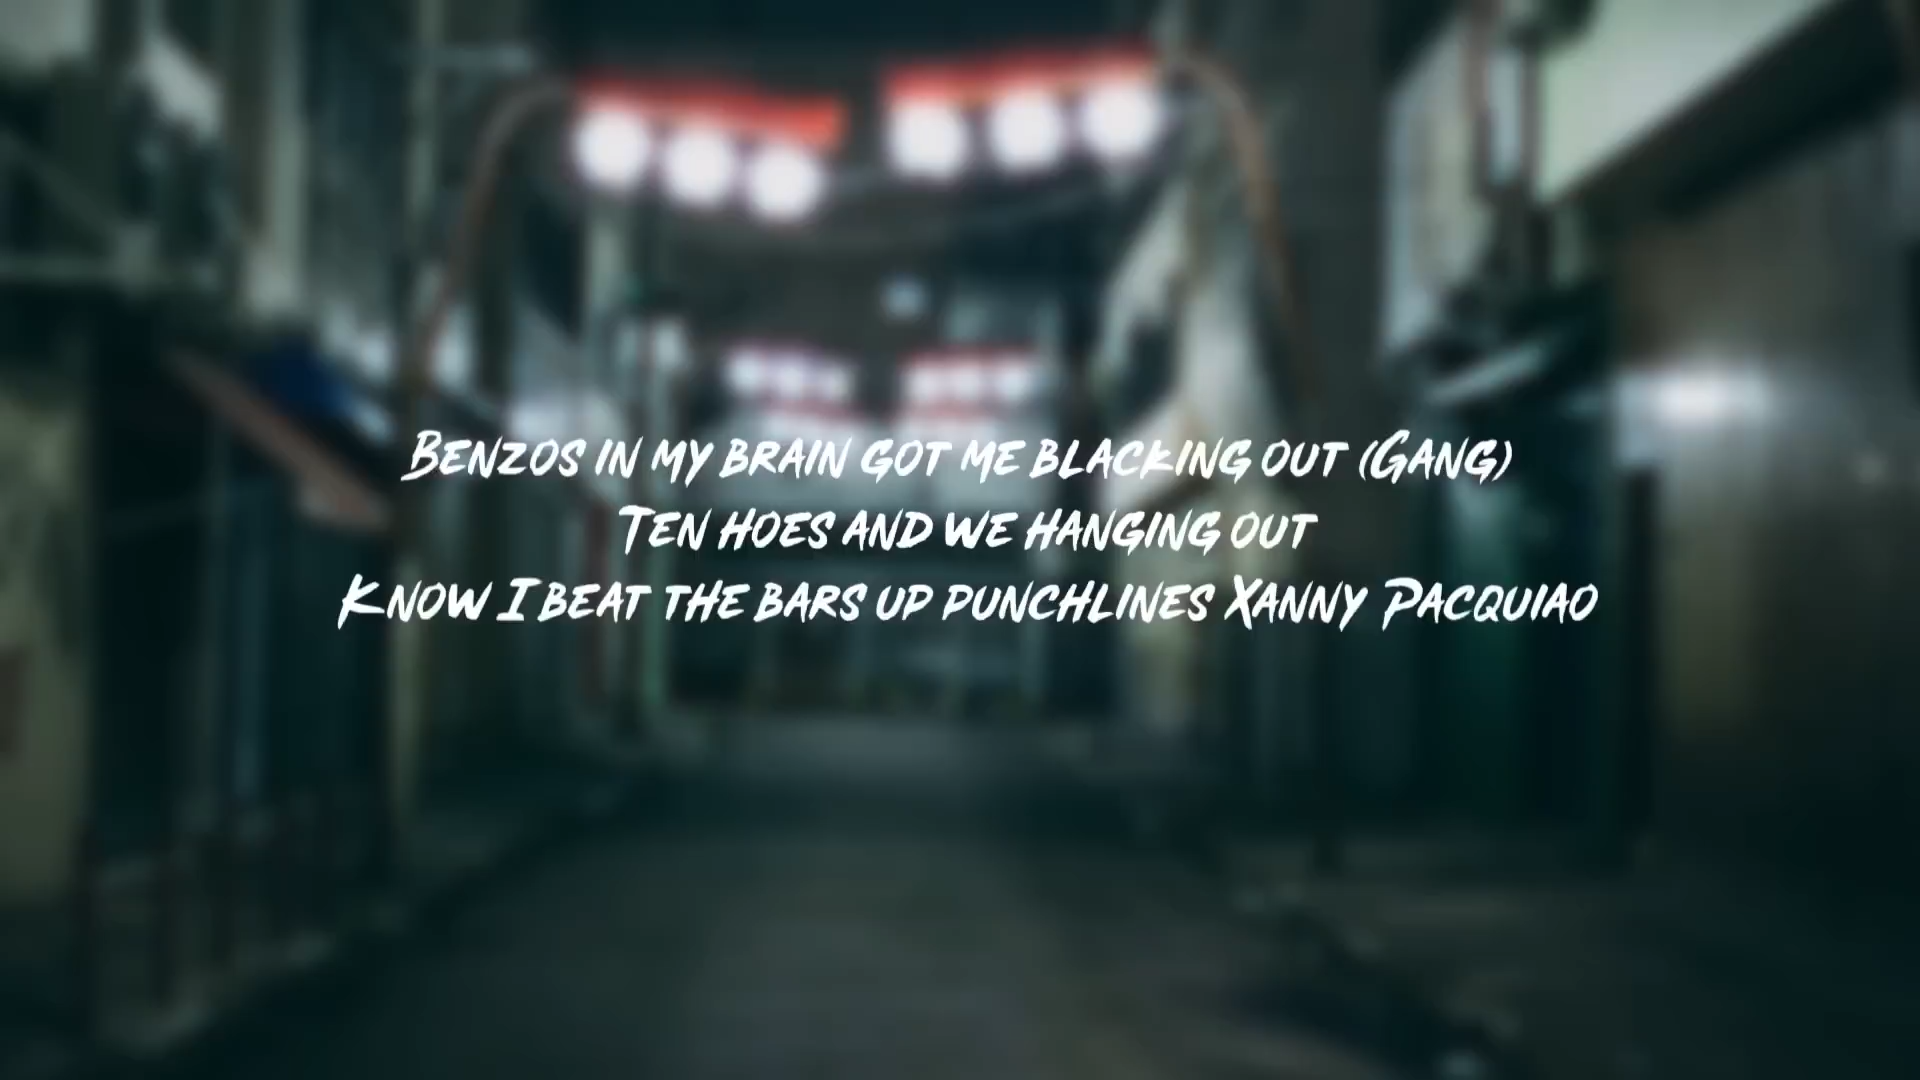 Benzos in my brain got me blacking out (Gang)
Ten hoes and we hanging out
Know I beat the bars up punchlines Xanny Pacquiao